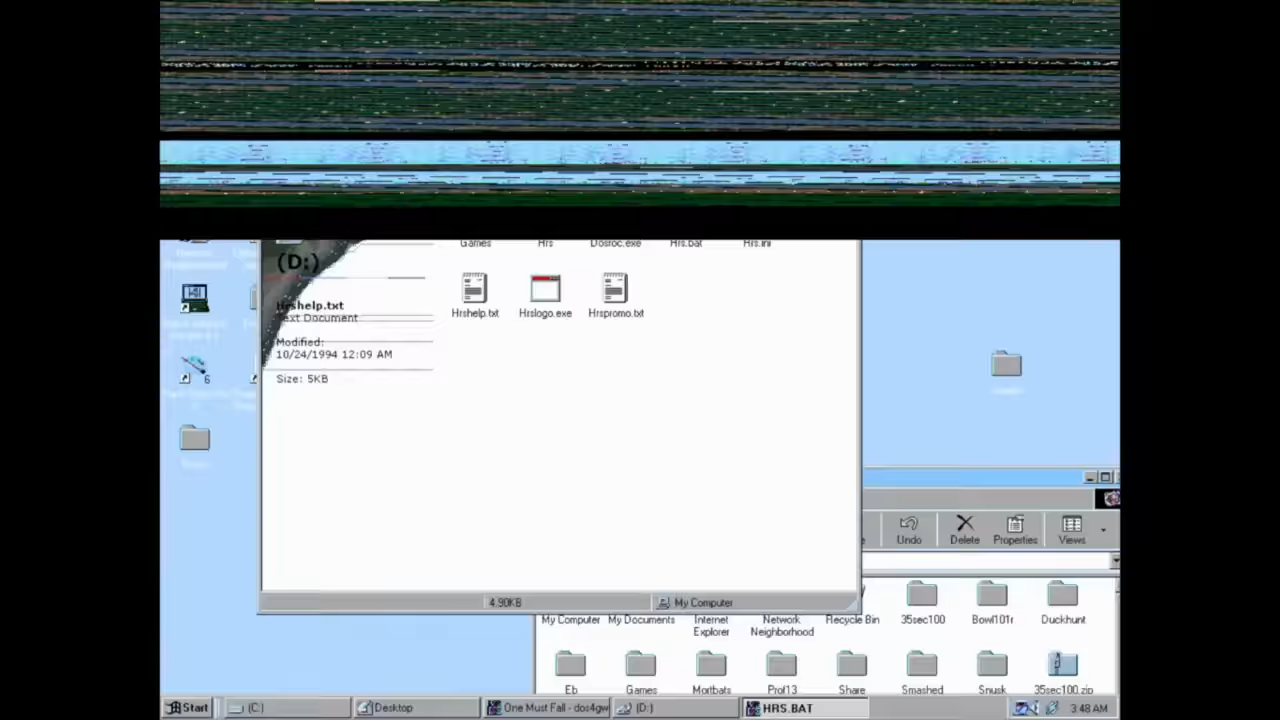 Games Hrs Dosroc.exe Hrs.bat Hrs.ini
(D:)
Hrshelp.txt
Text Document
Modified:
10/24/1994 12:09 AM
Size: 5KB
Hrshelp.txt Hrslogo.exe Hrspromo.txt
6
Undo Delete Properties Views
4.90KB My Computer
My Computer My Documents Internet Explorer Network Neighborhood Recycle Bin 35sec100 Bowl101r Duckhunt
Eb Games Mortbats Prof13 Share Smashed Snusk 35sec100.zip
Start (C:) Desktop One Must Fall - dos4gw (D:) HRS.BAT 3:48 AM